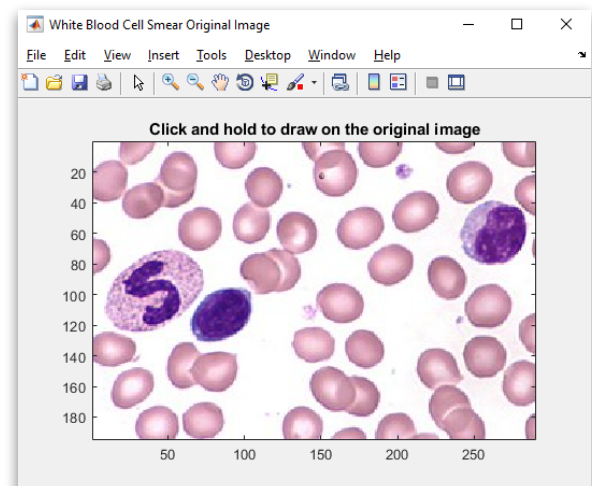 White Blood Cell Smear Original Image
File Edit View Insert Tools Desktop Window Help
Click and hold to draw on the original image
20
40
60
80
100
120
140
160
180
50 100 150 200 250